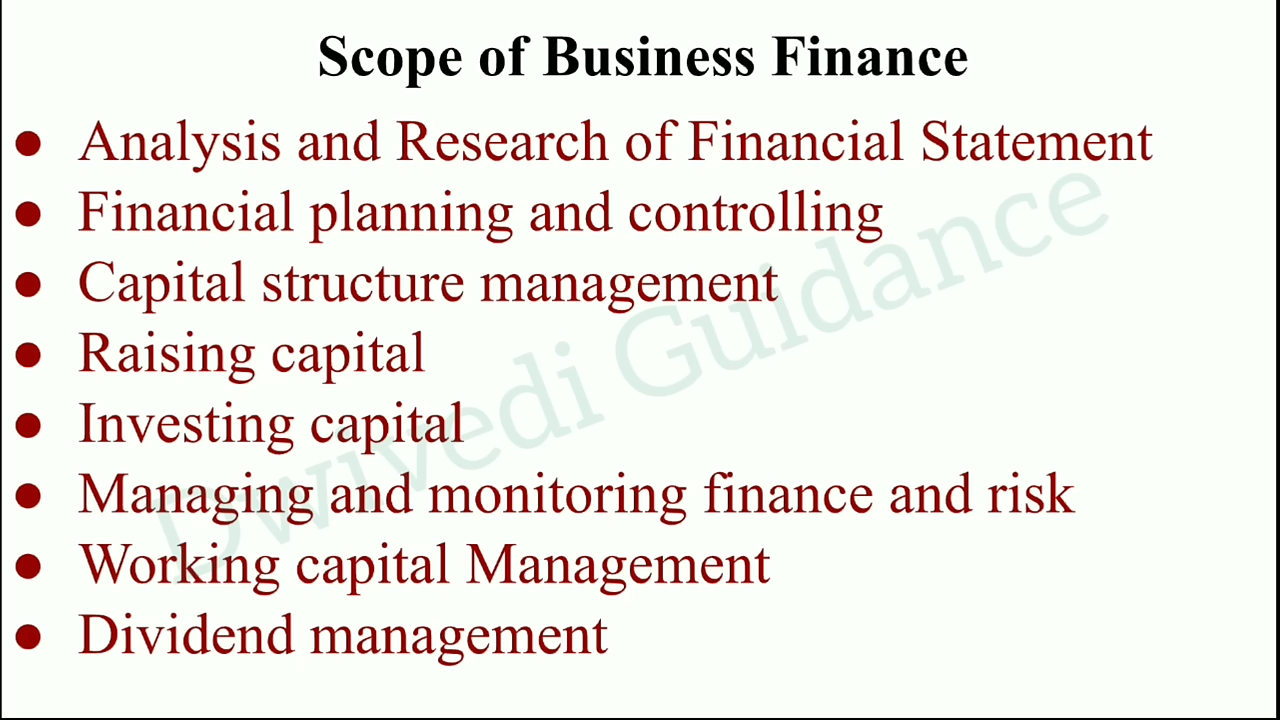 Scope of Business Finance
● Analysis and Research of Financial Statement
● Financial planning and controlling
● Capital structure management
● Raising capital
● Investing capital
● Managing and monitoring finance and risk
● Working capital Management
● Dividend management
Dwivedi Guidance